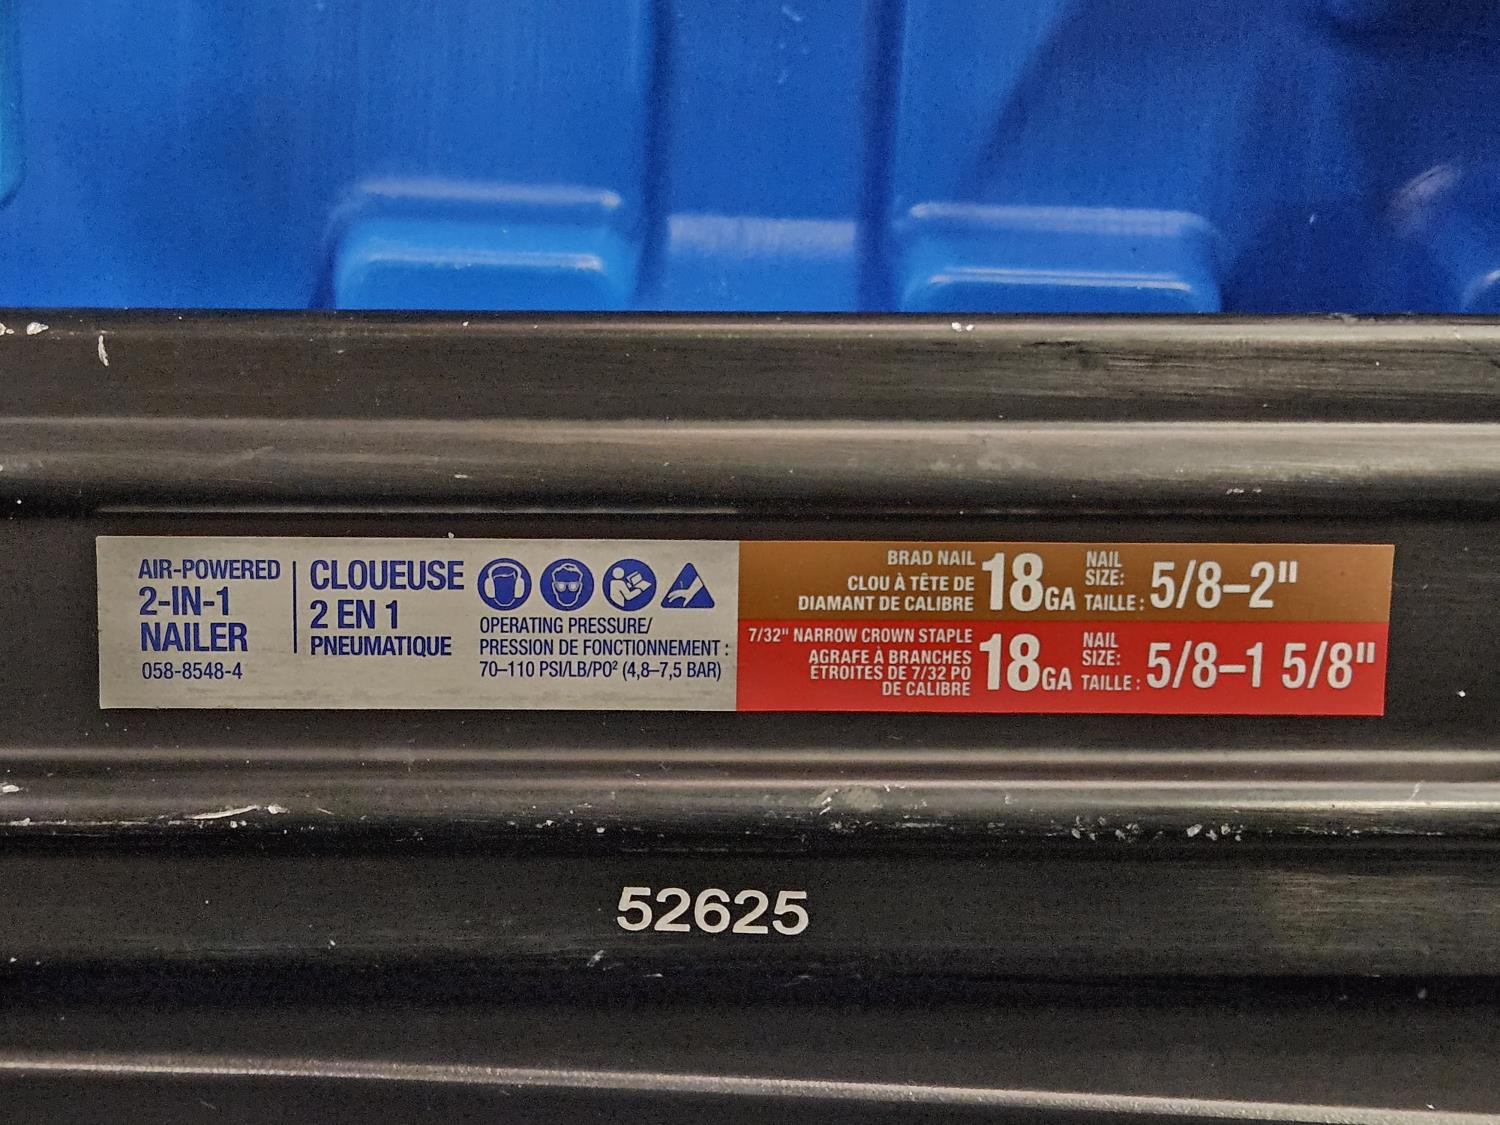 AIR-POWERED
2-IN-1
NAILER
058-8548-4
CLOUEUSE
2 EN 1
PNEUMATIQUE
OPERATING PRESSURE/
PRESSION DE FONCTIONNEMENT :
70–110 PSI/LB/PO² (4,8–7,5 BAR)
BRAD NAIL
CLOU À TÊTE DE
DIAMANT DE CALIBRE
18GA
NAIL
SIZE:
TAILLE :
5/8–2"
7/32" NARROW CROWN STAPLE
AGRAFE À BRANCHES
ETROITES DE 7/32 PO
DE CALIBRE
18GA
NAIL
SIZE:
TAILLE :
5/8–1 5/8"
52625